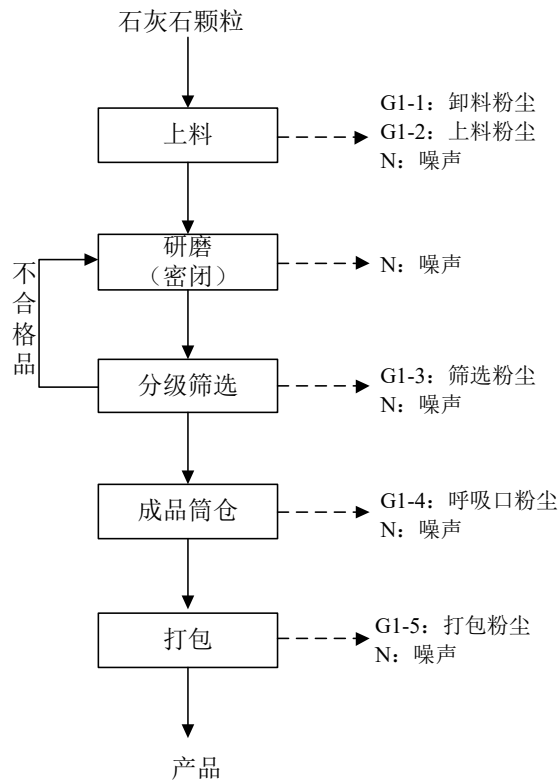 石灰石颗粒
上料
G1-1：卸料粉尘
G1-2：上料粉尘
N：噪声
研磨
（密闭）
N：噪声
不合格品
分级筛选
G1-3：筛选粉尘
N：噪声
成品筒仓
G1-4：呼吸口粉尘
N：噪声
打包
G1-5：打包粉尘
N：噪声
产品